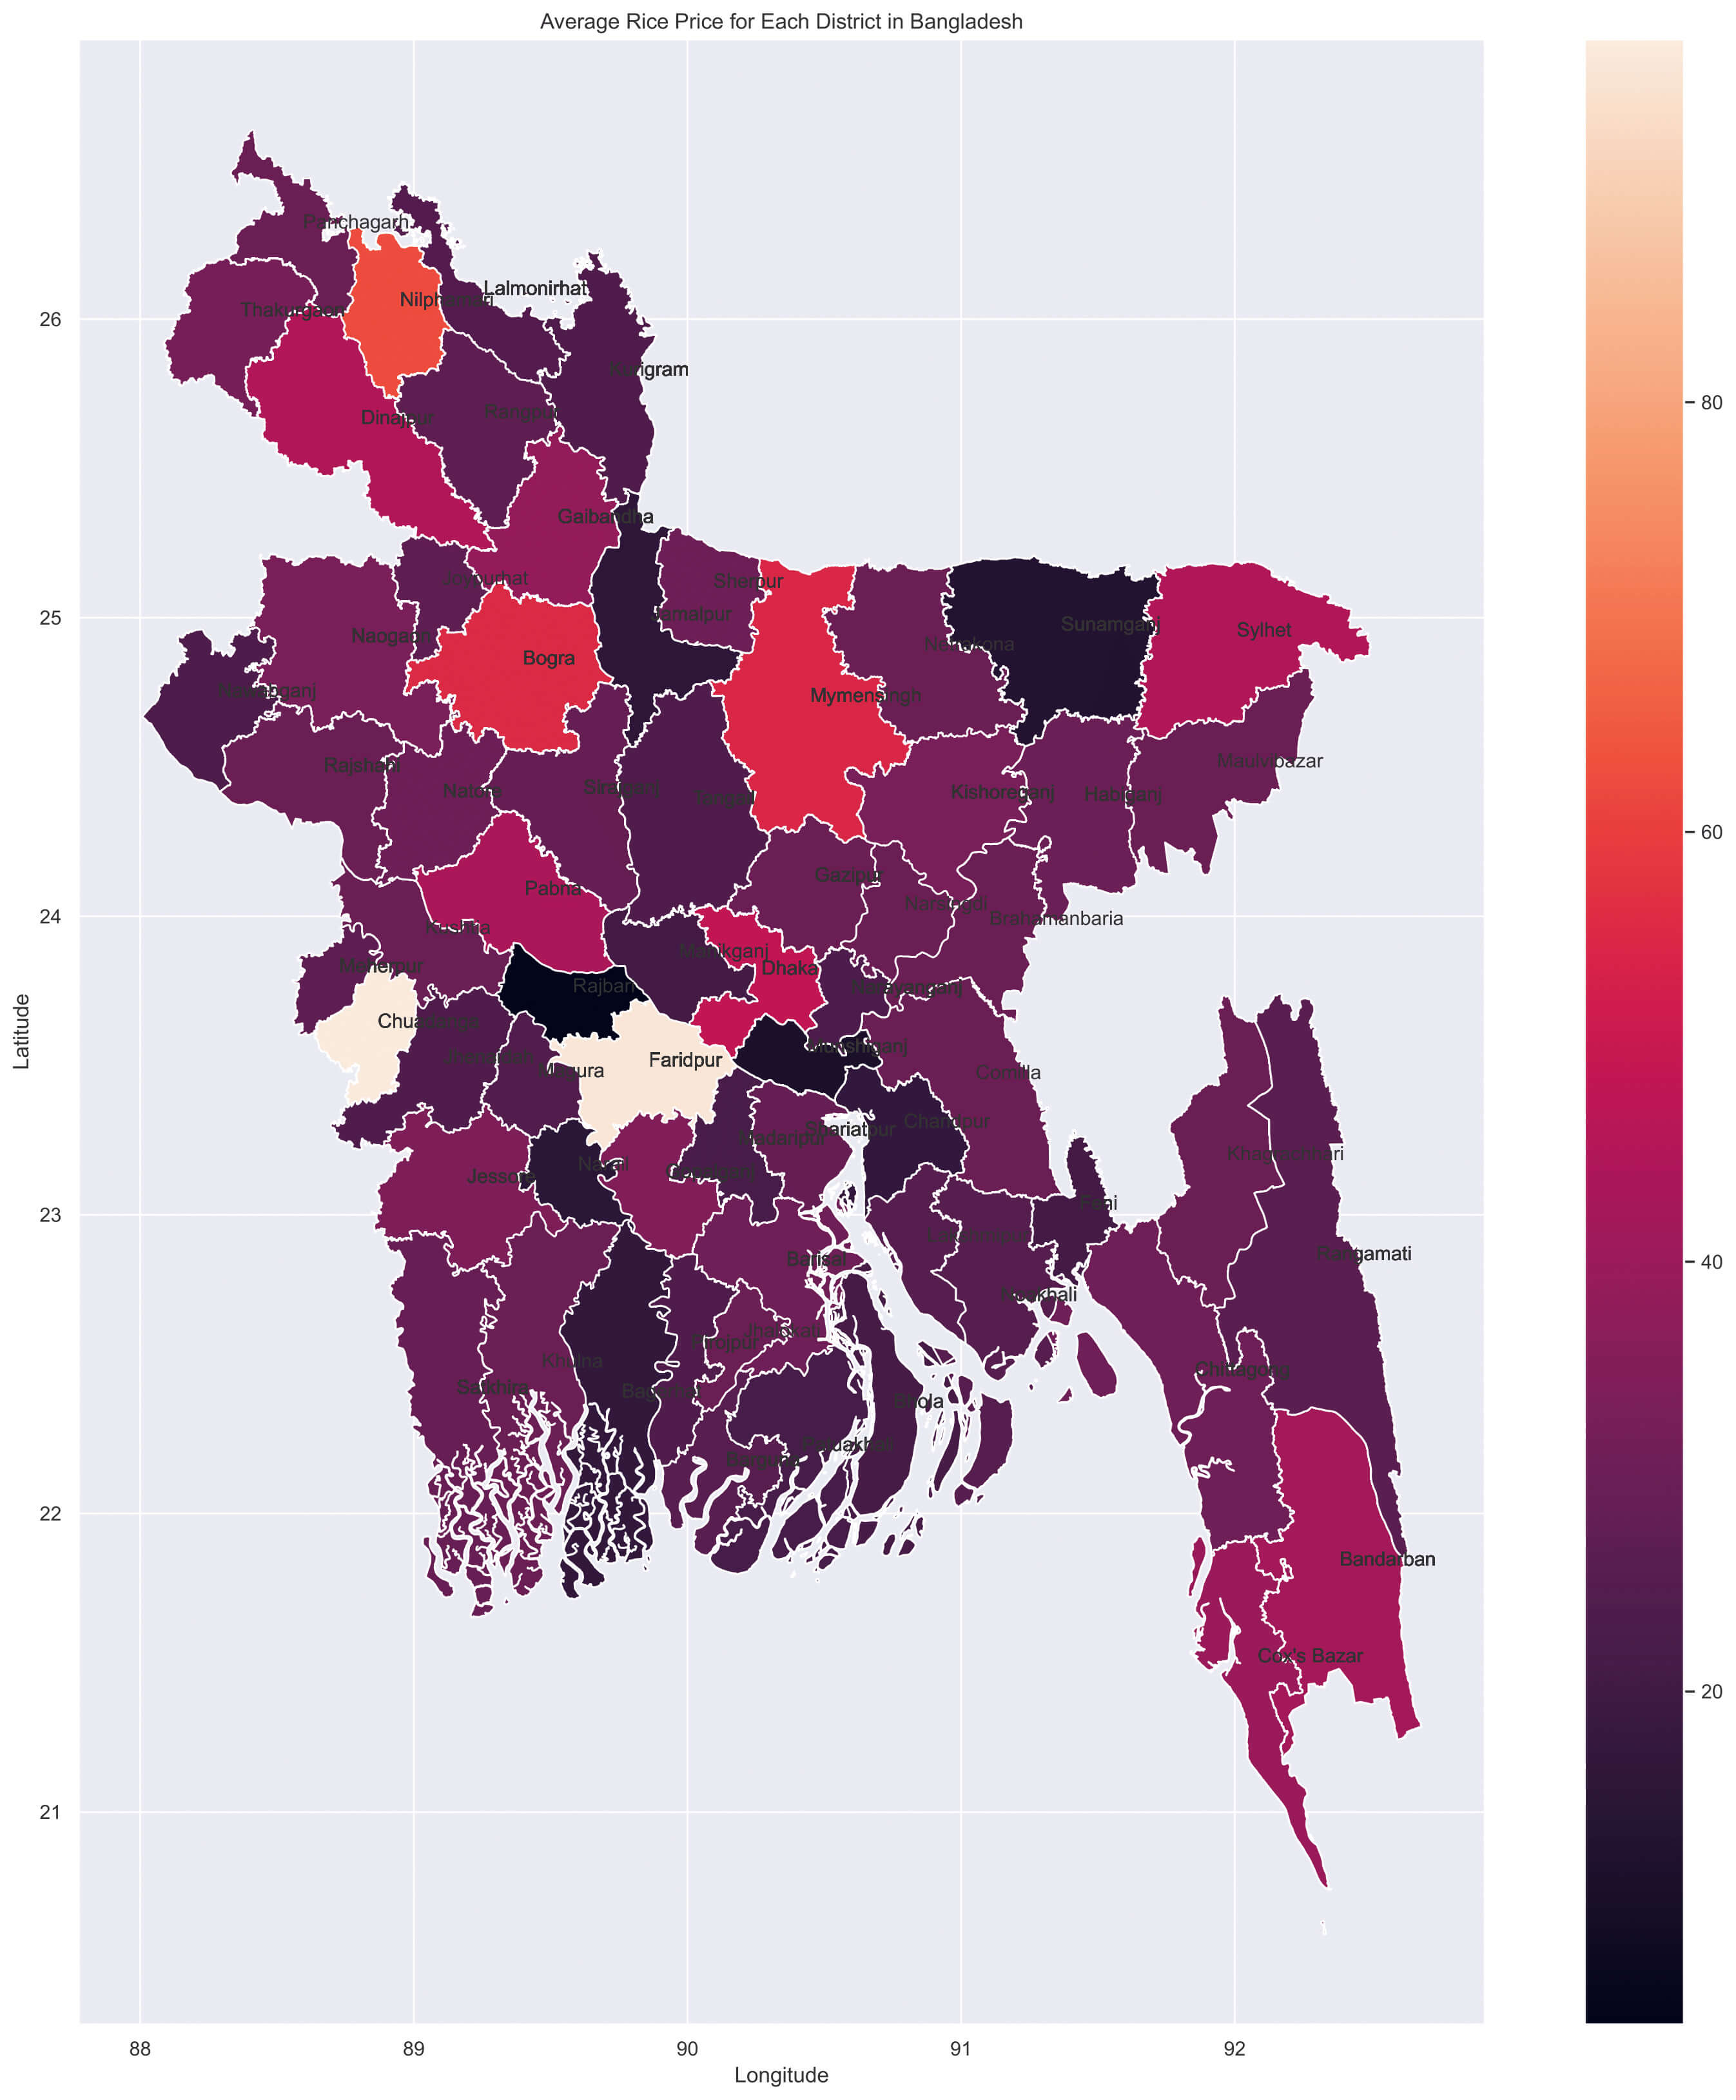 Average Rice Price for Each District in Bangladesh
Panchagarh
Lalmonirhat
Nilphamari
Thakurgaon
26
Kurigram
Rangpur
Dinajpur
80
Gaibandha
Joypurhat
Sherpur
Jamalpur
25
Sunamganj
Sylhet
Naogaon
Netrakona
Bogra
Nawabganj
Mymensingh
Maulvibazar
Rajshahi
Sirajganj
Natore
Tangail
Kishoreganj
Habiganj
60
Gazipur
Pabna
Narsingdi
24
Brahamanbaria
Kushtia
Manikganj
Meherpur
Dhaka
Rajbari
Narayanganj
Chuadanga
Latitude
Munshiganj
Jhenaidah
Faridpur
Magura
Comilla
Chandpur
Shariatpur
Madaripur
Khagrachhari
Narail
Gopalganj
Jessore
23
Feni
Lakshmipur
Rangamati
Barisal
40
Noakhali
Jhalokati
Pirojpur
Khulna
Chittagong
Satkhira
Bagerhat
Bhola
Patuakhali
Barguna
22
Bandarban
Cox's Bazar
20
21
88
89
90
91
92
Longitude